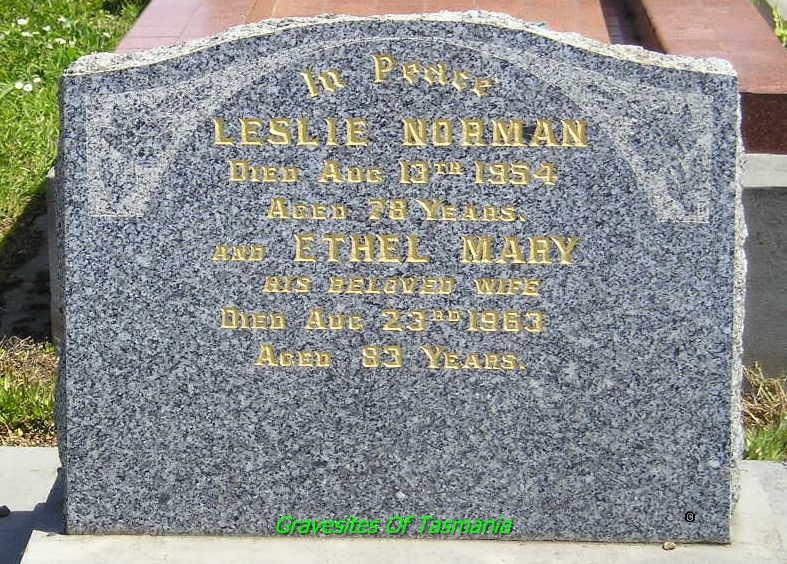 In Peace
LESLIE NORMAN
DIED AUG 13TH 1954
AGED 78 YEARS.
AND ETHEL MARY
HIS BELOVED WIFE
DIED AUG 23RD 1963
AGED 83 YEARS.
Gravesites Of Tasmania